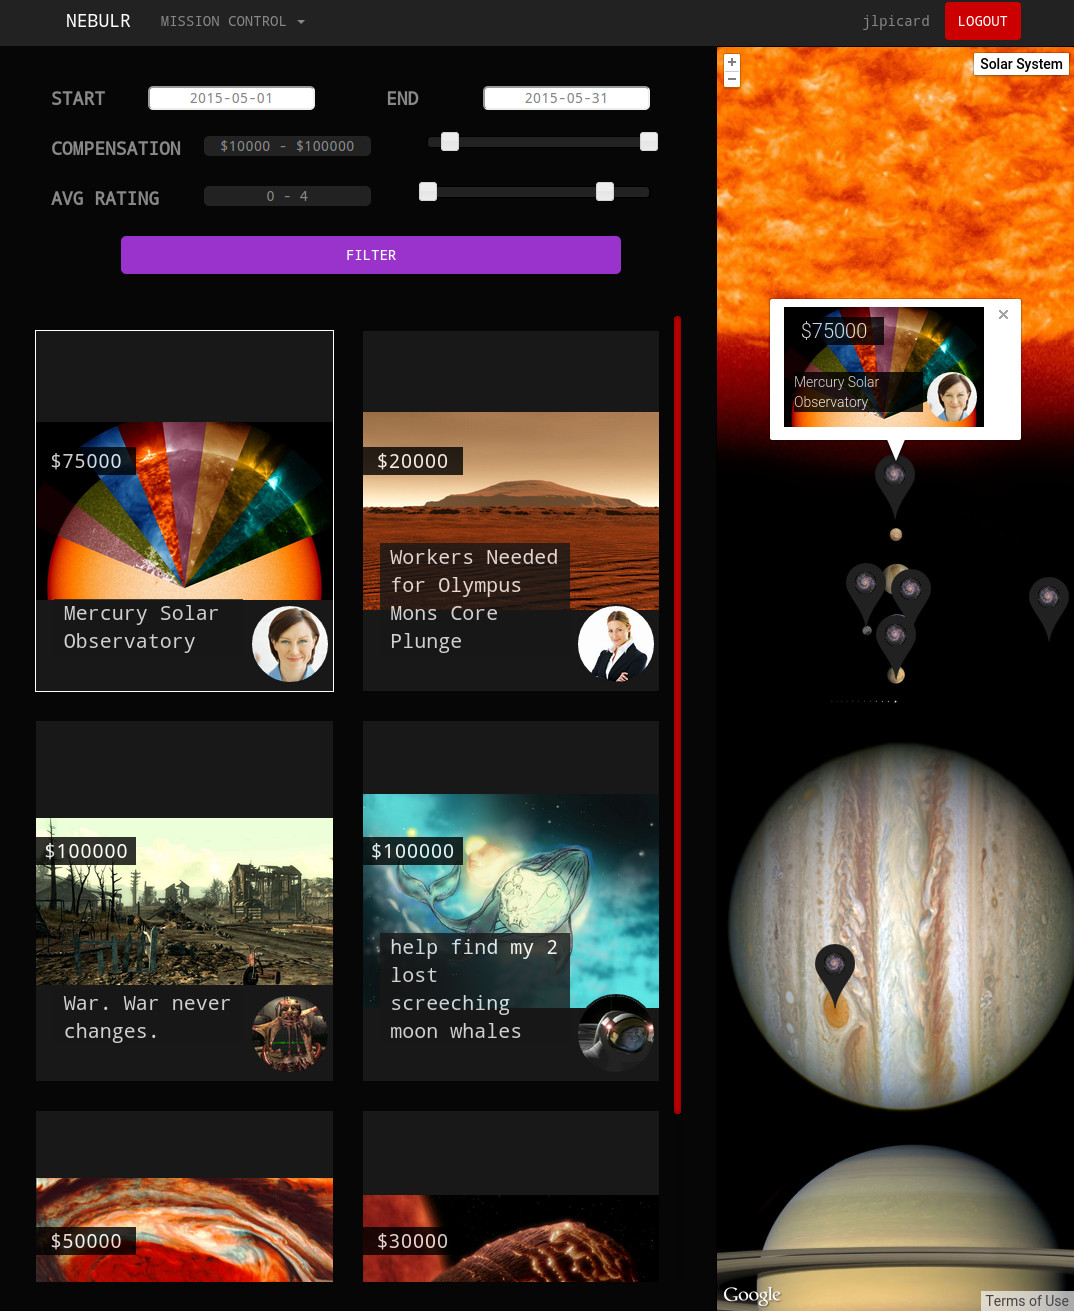 NEBULR MISSION CONTROL jlpicard LOGOUT
START 2015-05-01 END 2015-05-31
COMPENSATION $10000 - $100000
AVG RATING 0 - 4
FILTER
$75000
Mercury Solar
Observatory
$20000
Workers Needed
for Olympus
Mons Core
Plunge
$100000
War. War never
changes.
$100000
help find my 2
lost
screeching
moon whales
$50000
$30000
+
−
Solar System
$75000
Mercury Solar
Observatory
×
Google
Terms of Use